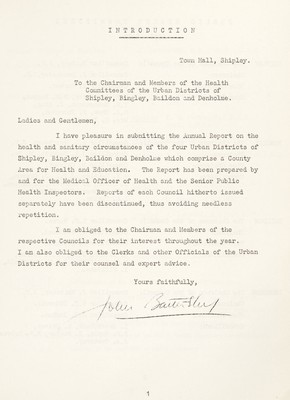 INTRODUCTION
Town Hall, Shipley.
To the Chairman and Members of the Health
Committees of the Urban Districts of
Shipley, Bingley, Baildon and Denholme.
Ladies and Gentlemen,
I have pleasure in submitting the Annual Report on the
health and sanitary circumstances of the four Urban Districts of
Shipley, Bingley, Baildon and Denholme which comprise a County
Area for Health and Education. The Report has been prepared by
and for the Medical Officer of Health and the Senior Public
Health Inspectors. Reports of each Council hitherto issued
separately have been discontinued, thus avoiding needless
repetition.
I am obliged to the Chairman and Members of the
respective Councils for their interest throughout the year.
I am also obliged to the Clerks and other Officials of the Urban
Districts for their counsel and expert advice.
Yours faithfully,
John Battersby
1